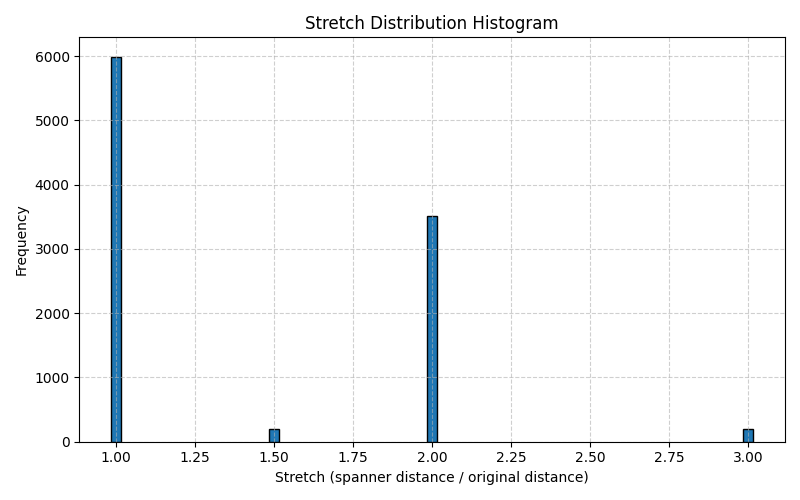 Stretch Distribution Histogram
Frequency
6000
5000
4000
3000
2000
1000
0
1.00 1.25 1.50 1.75 2.00 2.25 2.50 2.75 3.00
Stretch (spanner distance / original distance)